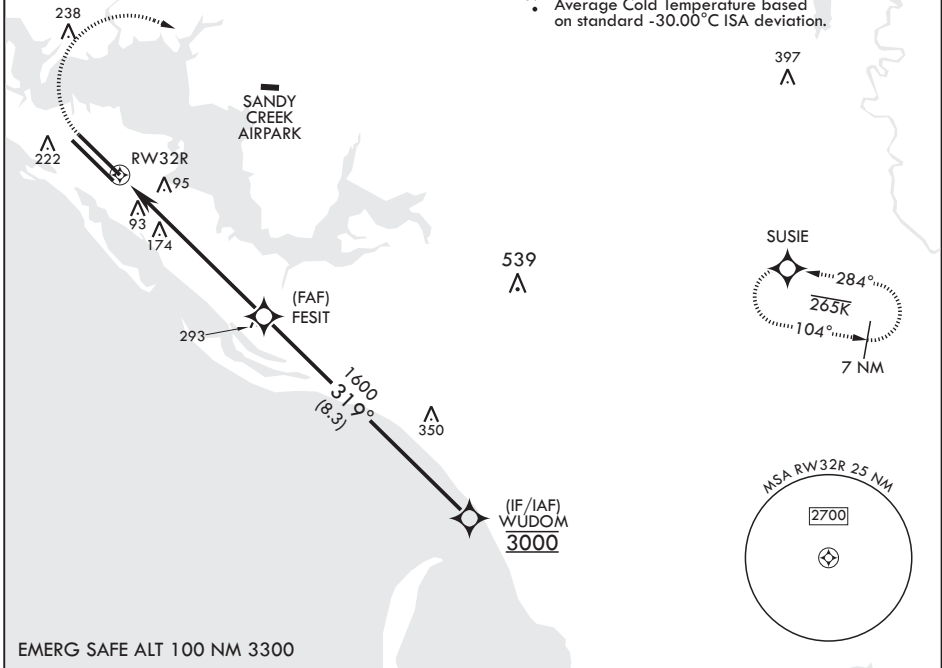 Average Cold Temperature based
on standard -30.00°C ISA deviation.
238
397
SANDY
CREEK
AIRPARK
222
RW32R
95
93
174
SUSIE
539
284°
265K
104°
7 NM
(FAF)
FESIT
293
1600
319°
(8.3)
350
MSA RW32R 25 NM
2700
(IF/IAF)
WUDOM
3000
EMERG SAFE ALT 100 NM 3300